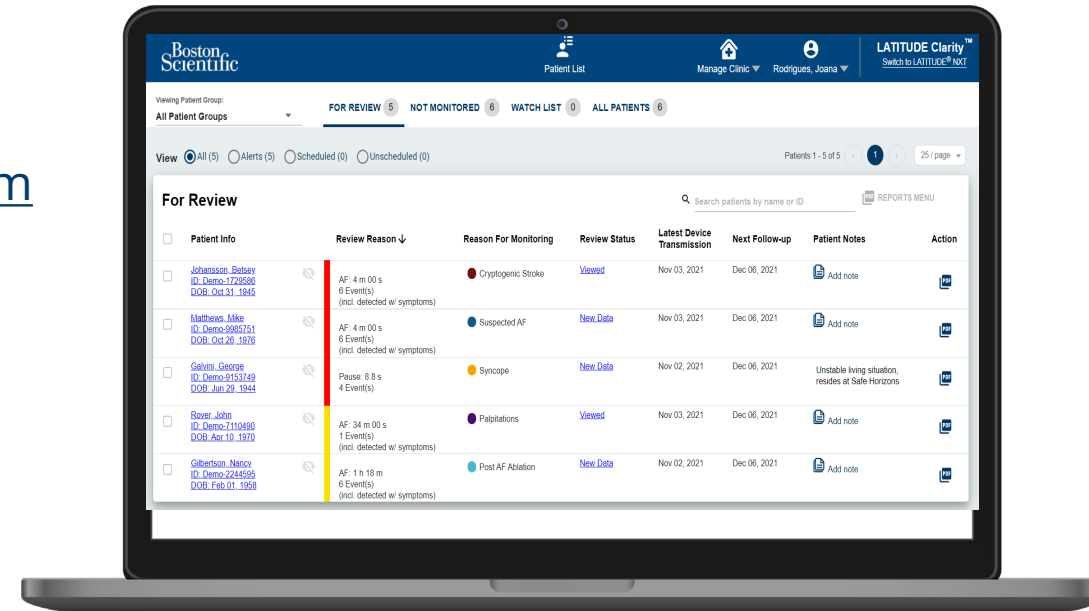 m
Boston
Scientific
Patient List
Manage Clinic
Rodrigues, Joana
LATITUDE Clarity™
Switch to LATITUDE® NXT
Viewing Patient Group:
All Patient Groups
FOR REVIEW 5 NOT MONITORED 6 WATCH LIST 0 ALL PATIENTS 6
View All (5) Alerts (5) Scheduled (0) Unscheduled (0)
Patients 1 - 5 of 5 1 25 / page
For Review
Search patients by name or ID
PDF REPORTS MENU
Patient Info Review Reason ↓ Reason For Monitoring Review Status Latest Device Transmission Next Follow-up Patient Notes Action
Johansson, Betsey
ID: Demo-1729586
DOB: Oct 31, 1945
AF: 4 m 00 s
6 Event(s)
(incl. detected w/ symptoms)
Cryptogenic Stroke
Viewed
Nov 03, 2021
Dec 06, 2021
Add note
PDF
Matthews, Mike
ID: Demo-9985751
DOB: Oct 26, 1976
AF: 4 m 00 s
6 Event(s)
(incl. detected w/ symptoms)
Suspected AF
New Data
Nov 03, 2021
Dec 06, 2021
Add note
PDF
Galvini, George
ID: Demo-9153749
DOB: Jun 29, 1944
Pause: 8.8 s
4 Event(s)
Syncope
New Data
Nov 02, 2021
Dec 06, 2021
Unstable living situation,
resides at Safe Horizons
PDF
Rover, John
ID: Demo-7110490
DOB: Apr 10, 1970
AF: 34 m 00 s
1 Event(s)
(incl. detected w/ symptoms)
Palpitations
Viewed
Nov 03, 2021
Dec 06, 2021
Add note
PDF
Gilbertson, Nancy
ID: Demo-2244595
DOB: Feb 01, 1958
AF: 1 h 18 m
6 Event(s)
(incl. detected w/ symptoms)
Post AF Ablation
New Data
Nov 02, 2021
Dec 06, 2021
Add note
PDF